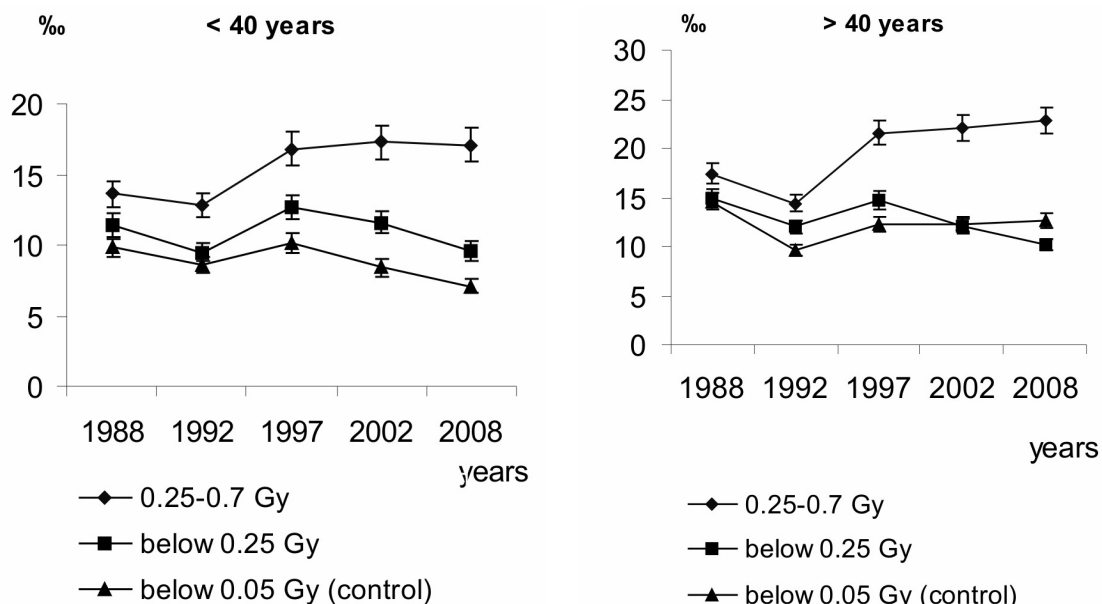 ‰ < 40 years
20
15
10
5
0
1988 1992 1997 2002 2008
years
0.25-0.7 Gy
below 0.25 Gy
below 0.05 Gy (control)
‰ > 40 years
30
25
20
15
10
5
0
1988 1992 1997 2002 2008
years
0.25-0.7 Gy
below 0.25 Gy
below 0.05 Gy (control)